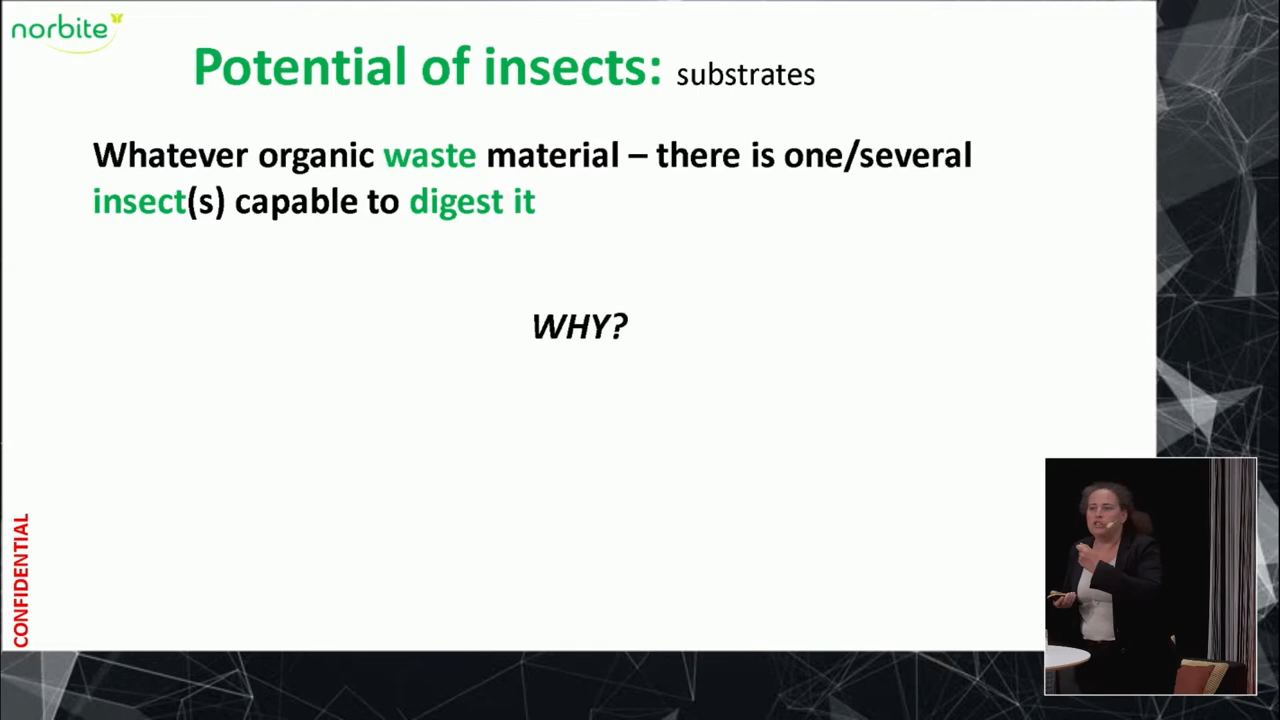 norbite
Potential of insects: substrates
Whatever organic waste material – there is one/several
insect(s) capable to digest it
WHY?
CONFIDENTIAL